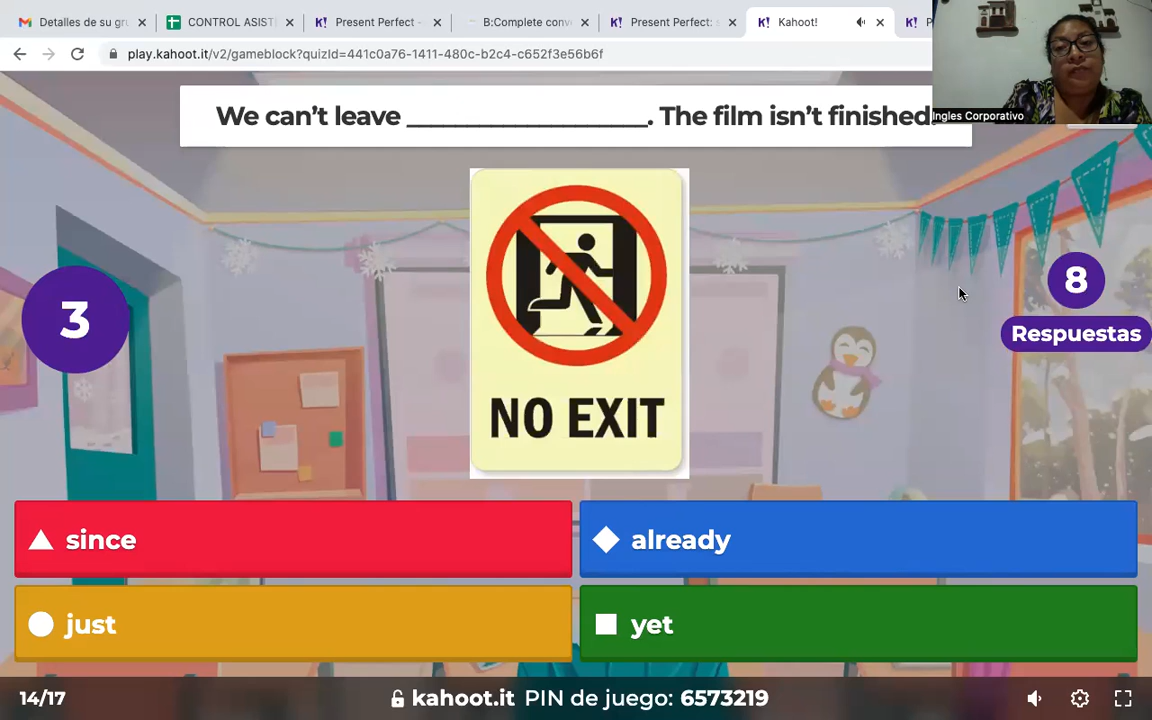 Detalles de su gru
CONTROL ASIST
Present Perfect -
B:Complete conv
Present Perfect: s
Kahoot!
P
play.kahoot.it/v2/gameblock?quizId=441c0a76-1411-480c-b2c4-c652f3e56b6f
We can't leave ____________________. The film isn't finished.
Ingles Corporativo
NO EXIT
3
8
Respuestas
since
already
just
yet
14/17
kahoot.it PIN de juego: 6573219